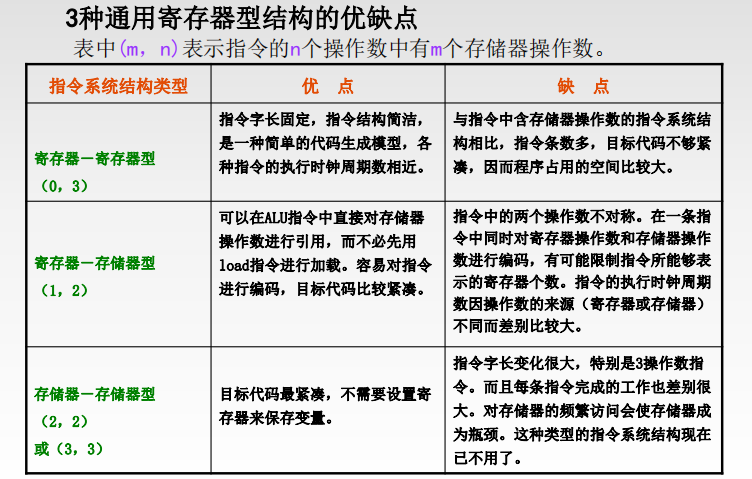 3种通用寄存器型结构的优缺点
表中(m, n)表示指令的n个操作数中有m个存储器操作数。
指令系统结构类型
优 点
缺 点
寄存器－寄存器型
（0, 3）
指令字长固定，指令结构简洁，
是一种简单的代码生成模型，各
种指令的执行时钟周期数相近。
与指令中含存储器操作数的指令系统结
构相比，指令条数多，目标代码不够紧
凑，因而程序占用的空间比较大。
寄存器－存储器型
（1, 2）
可以在ALU指令中直接对存储器
操作数进行引用，而不必先用
load指令进行加载。容易对指令
进行编码，目标代码比较紧凑。
指令中的两个操作数不对称。在一条指
令中同时对寄存器操作数和存储器操作
数进行编码，有可能限制指令所能够表
示的寄存器个数。指令的执行时钟周期
数因操作数的来源（寄存器或存储器）
不同而差别比较大。
存储器－存储器型
（2, 2）
或（3, 3）
目标代码最紧凑，不需要设置寄
存器来保存变量。
指令字长变化很大，特别是3操作数指
令。而且每条指令完成的工作也差别很
大。对存储器的频繁访问会使存储器成
为瓶颈。这种类型的指令系统结构现在
已不用了。